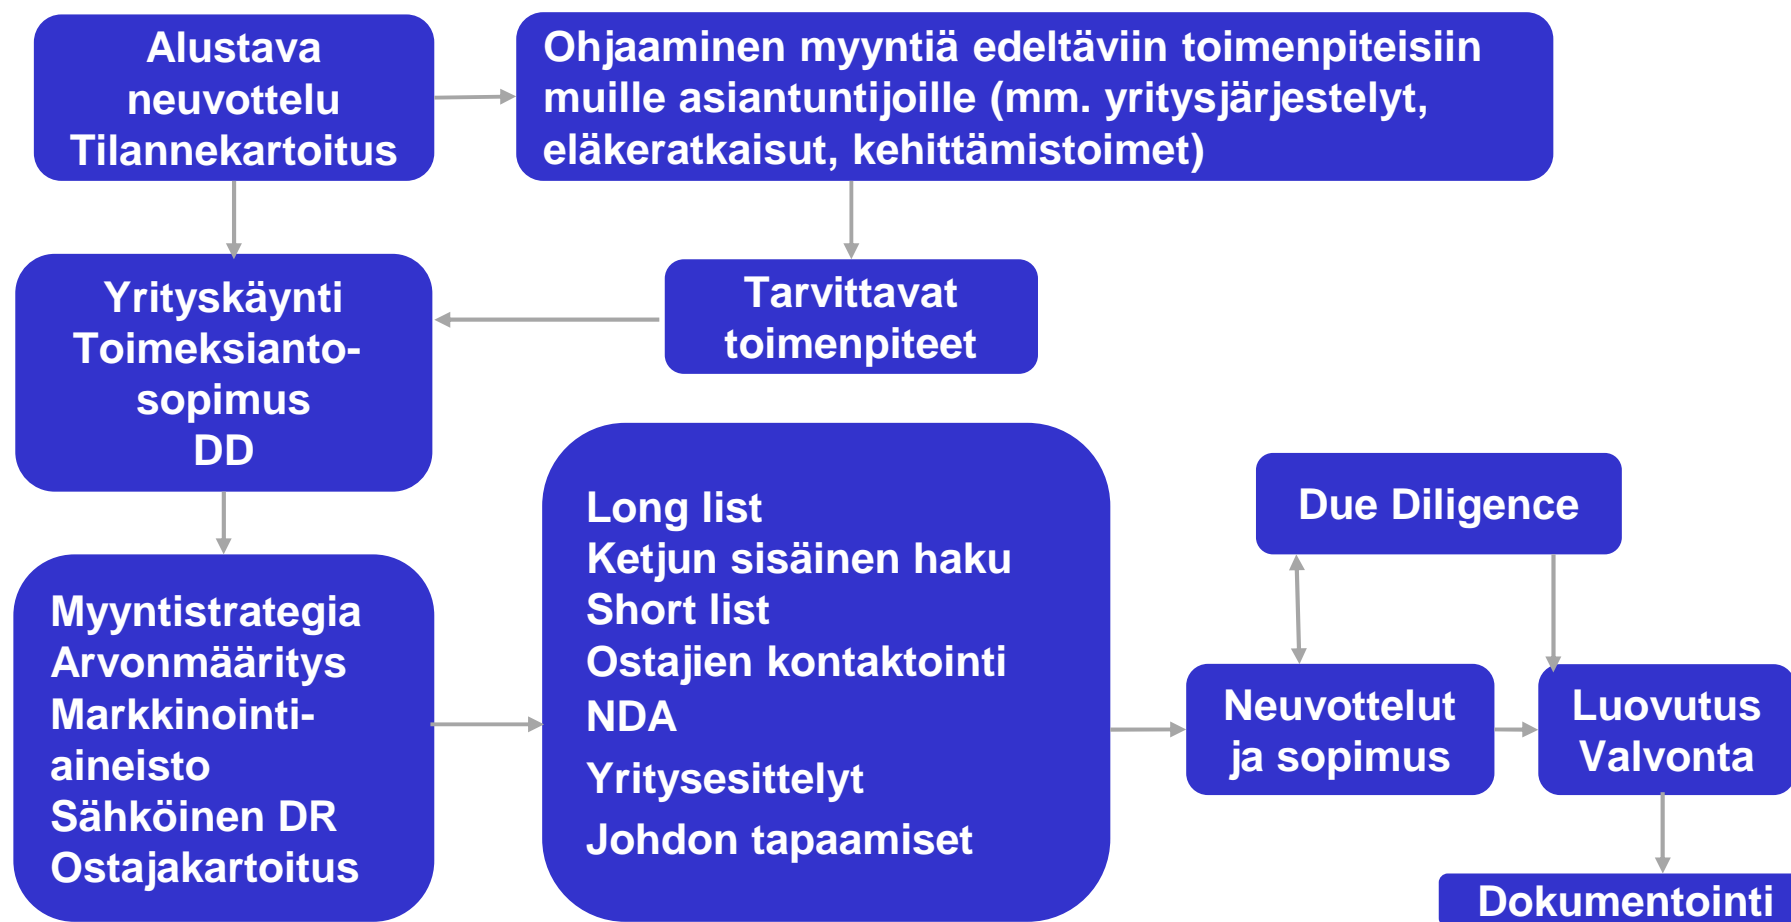 Alustava
neuvottelu
Tilannekartoitus
Ohjaaminen myyntiä edeltäviin toimenpiteisiin
muille asiantuntijoille (mm. yritysjärjestelyt,
eläkeratkaisut, kehittämistoimet)
Yrityskäynti
Toimeksianto-
sopimus
DD
Tarvittavat
toimenpiteet
Myyntistrategia
Arvonmääritys
Markkinointi-
aineisto
Sähköinen DR
Ostajakartoitus
Long list
Ketjun sisäinen haku
Short list
Ostajien kontaktointi
NDA
Yritysesittelyt
Johdon tapaamiset
Due Diligence
Neuvottelut
ja sopimus
Luovutus
Valvonta
Dokumentointi